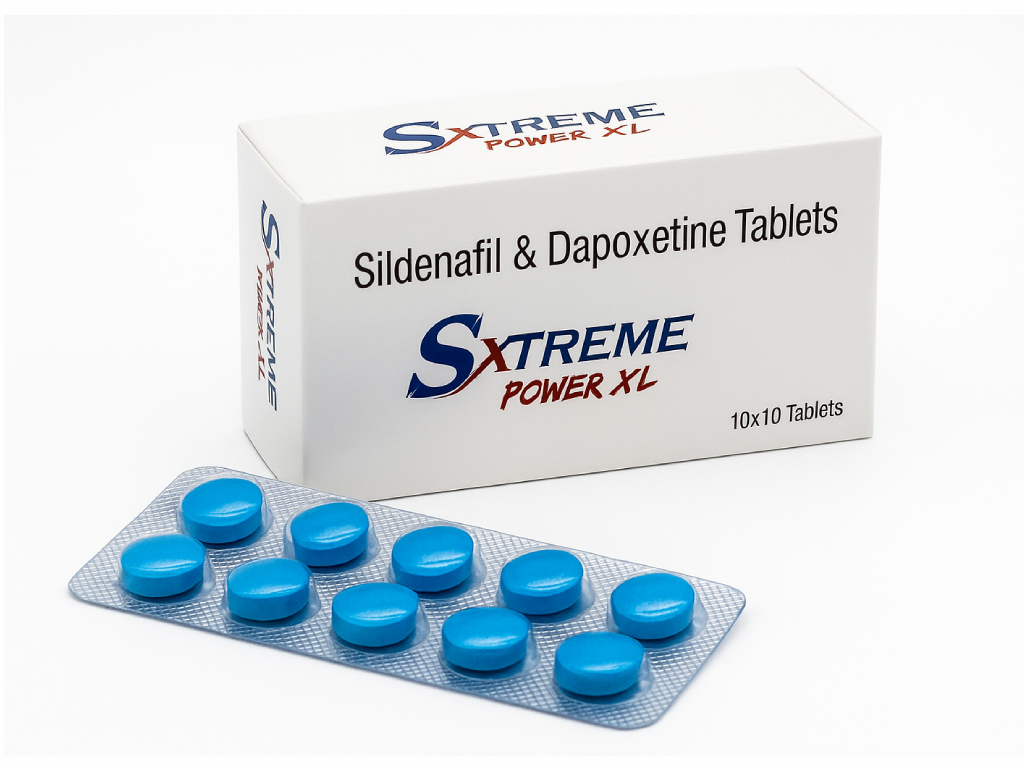 SXTREME
POWER XL
Sildenafil & Dapoxetine Tablets
SXTREME
POWER XL
10x10 Tablets
SXTREME
POWER XL